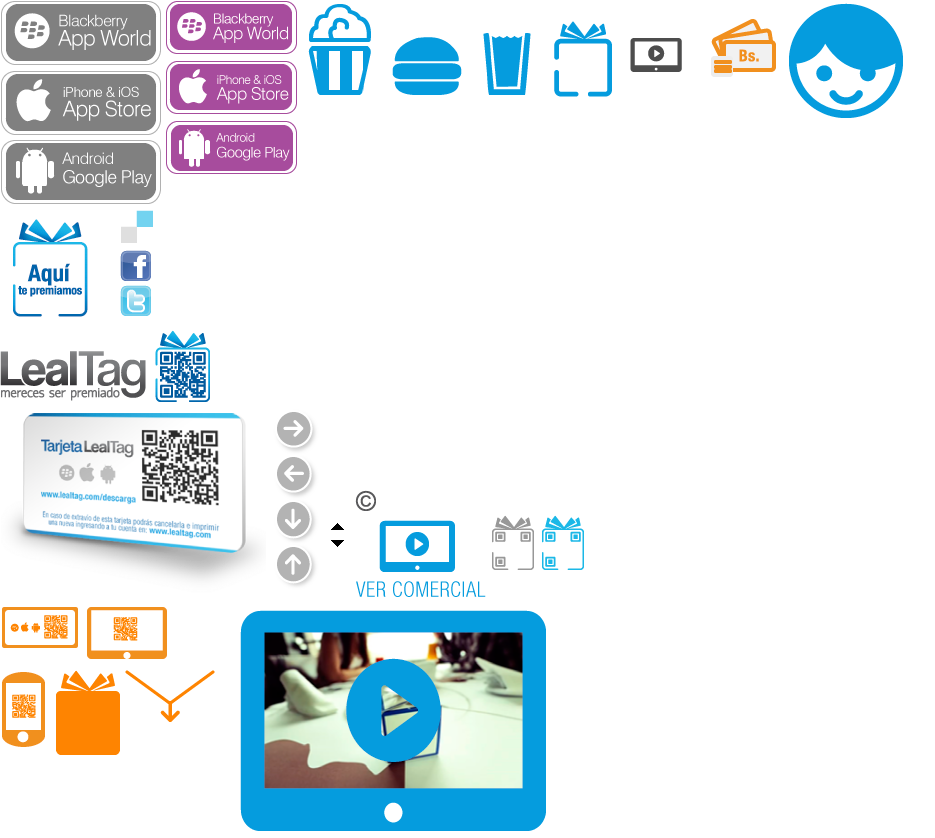 Blackberry
App World
iPhone & iOS
App Store
Android
Google Play
Blackberry
App World
iPhone & iOS
App Store
Android
Google Play
Bs.
Aquí
te premiamos
f
t
LealTag
mereces ser premiado
Tarjeta LealTag
www.lealtag.com/descarga
En caso de extravío de esta tarjeta podrás cancelarla e imprimir
una nueva ingresando a tu cuenta en: www.lealtag.com
©
VER COMERCIAL